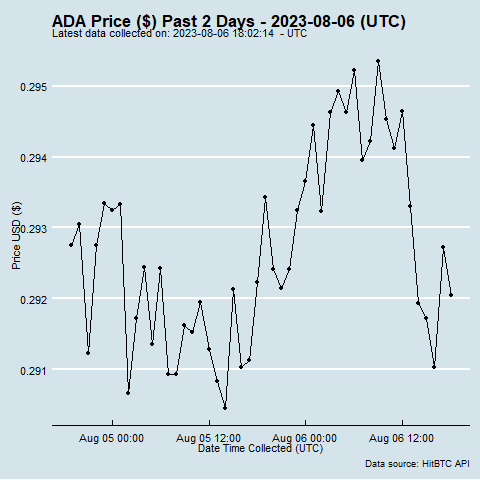 ADA Price ($) Past 2 Days - 2023-08-06 (UTC)
Latest data collected on: 2023-08-06 18:02:14 - UTC
0.295
0.294
0.293
0.292
0.291
Price USD ($)
Aug 05 00:00 Aug 05 12:00 Aug 06 00:00 Aug 06 12:00
Date Time Collected (UTC)
Data source: HitBTC API